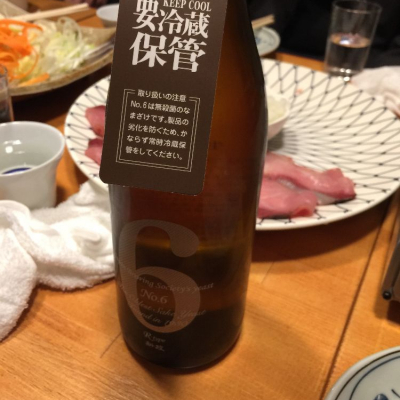 KEEP COOL
要冷蔵
保管
取り扱いの注意
No.6は無殺菌のな
まざけです。製品の
劣化を防ぐため、か
ならず常時冷蔵保
管をしてください。
6
No.6